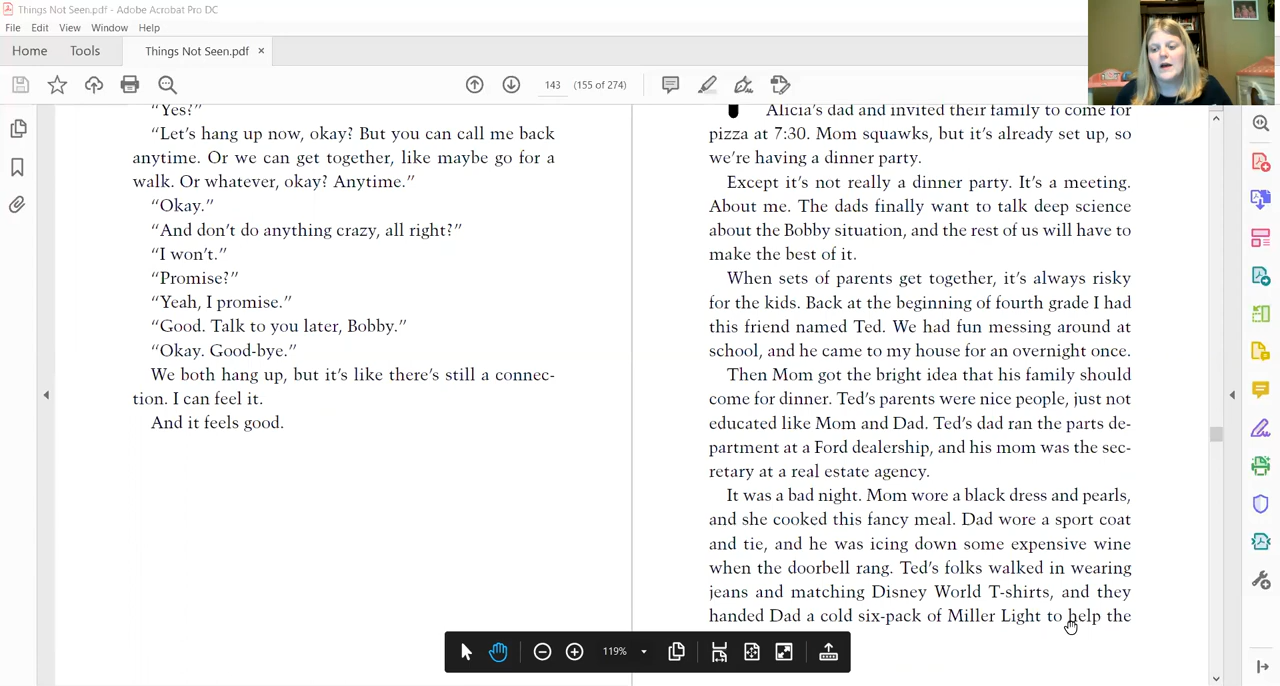 Things Not Seen.pdf - Adobe Acrobat Pro DC
File Edit View Window Help
Home Tools Things Not Seen.pdf ×
143 (155 of 274)
“Yes?”
“Let’s hang up now, okay? But you can call me back
anytime. Or we can get together, like maybe go for a
walk. Or whatever, okay? Anytime.”
“Okay.”
“And don’t do anything crazy, all right?”
“I won’t.”
“Promise?”
“Yeah, I promise.”
“Good. Talk to you later, Bobby.”
“Okay. Good-bye.”
We both hang up, but it’s like there’s still a connec-
tion. I can feel it.
And it feels good.
Alicia’s dad and invited their family to come for
pizza at 7:30. Mom squawks, but it’s already set up, so
we’re having a dinner party.
Except it’s not really a dinner party. It’s a meeting.
About me. The dads finally want to talk deep science
about the Bobby situation, and the rest of us will have to
make the best of it.
When sets of parents get together, it’s always risky
for the kids. Back at the beginning of fourth grade I had
this friend named Ted. We had fun messing around at
school, and he came to my house for an overnight once.
Then Mom got the bright idea that his family should
come for dinner. Ted’s parents were nice people, just not
educated like Mom and Dad. Ted’s dad ran the parts de-
partment at a Ford dealership, and his mom was the sec-
retary at a real estate agency.
It was a bad night. Mom wore a black dress and pearls,
and she cooked this fancy meal. Dad wore a sport coat
and tie, and he was icing down some expensive wine
when the doorbell rang. Ted’s folks walked in wearing
jeans and matching Disney World T-shirts, and they
handed Dad a cold six-pack of Miller Light to help the
119%